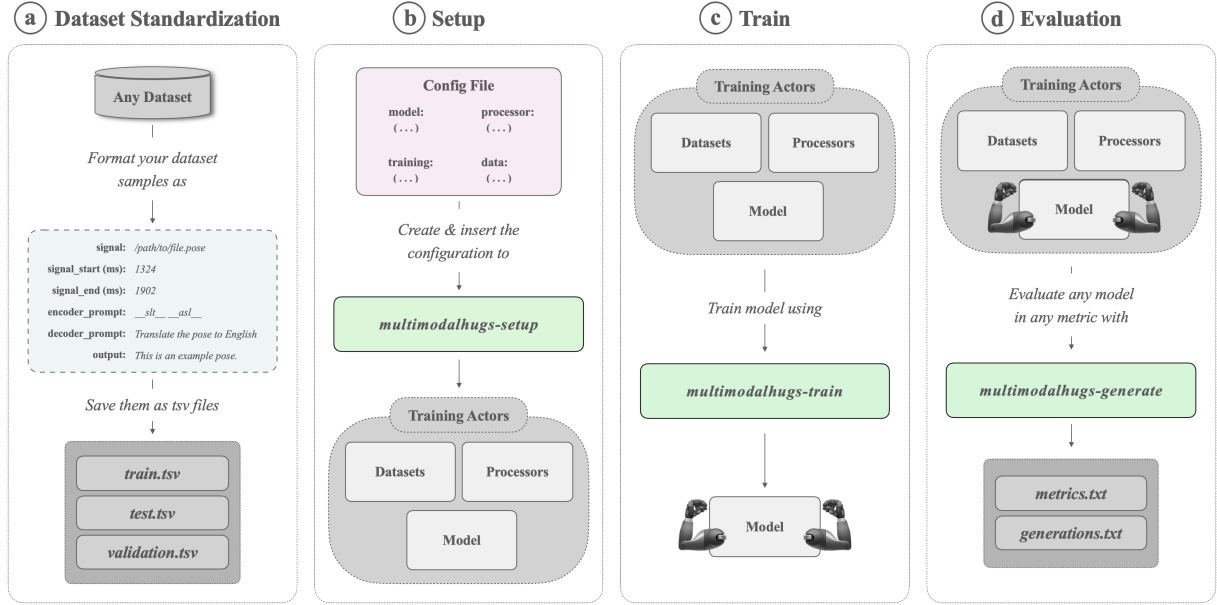 a Dataset Standardization
Any Dataset
Format your dataset
samples as
signal: /path/to/file.pose
signal_start (ms): 1324
signal_end (ms): 1902
encoder_prompt: __slt__ __asl__
decoder_prompt: Translate the pose to English
output: This is an example pose.
Save them as tsv files
train.tsv
test.tsv
validation.tsv
b Setup
Config File
model: processor:
(...) (...)
training: data:
(...) (...)
Create & insert the
configuration to
multimodalhugs-setup
Training Actors
Datasets Processors
Model
c Train
Training Actors
Datasets Processors
Model
Train model using
multimodalhugs-train
Model
d Evaluation
Training Actors
Datasets Processors
Model
Evaluate any model
in any metric with
multimodalhugs-generate
metrics.txt
generations.txt